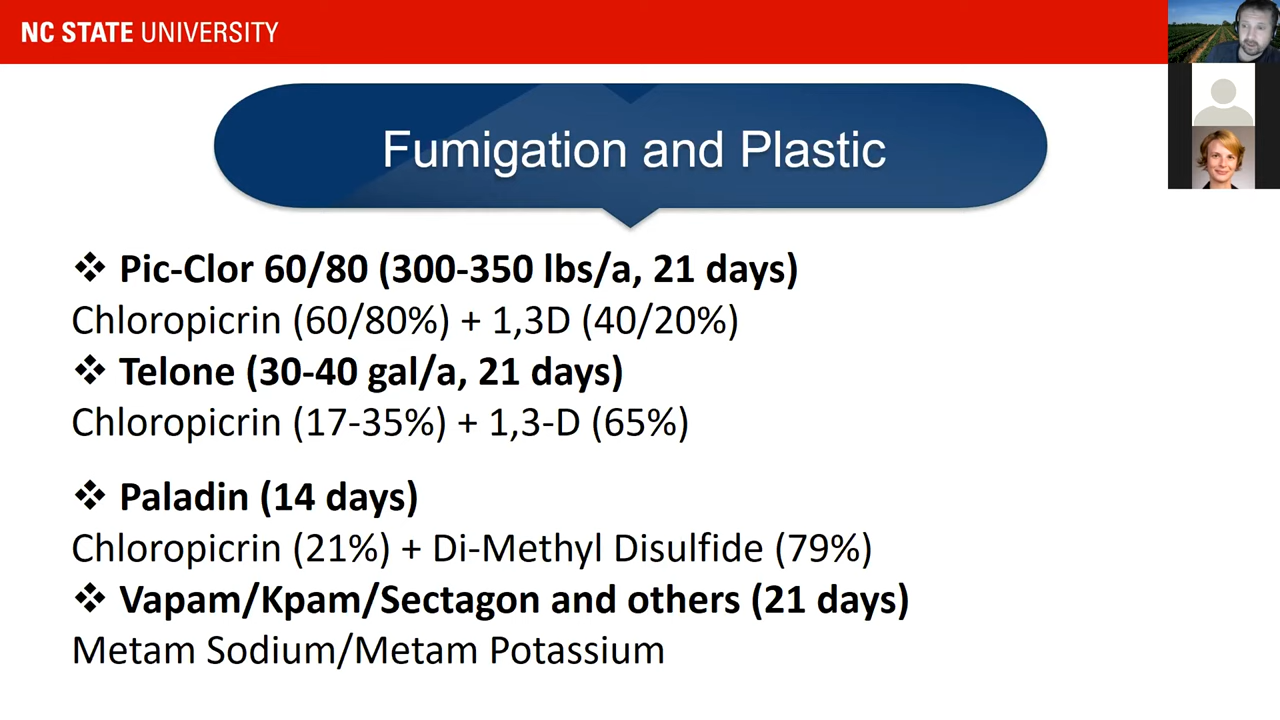 NC STATE UNIVERSITY
Fumigation and Plastic
❖ Pic-Clor 60/80 (300-350 lbs/a, 21 days)
Chloropicrin (60/80%) + 1,3D (40/20%)
❖ Telone (30-40 gal/a, 21 days)
Chloropicrin (17-35%) + 1,3-D (65%)
❖ Paladin (14 days)
Chloropicrin (21%) + Di-Methyl Disulfide (79%)
❖ Vapam/Kpam/Sectagon and others (21 days)
Metam Sodium/Metam Potassium